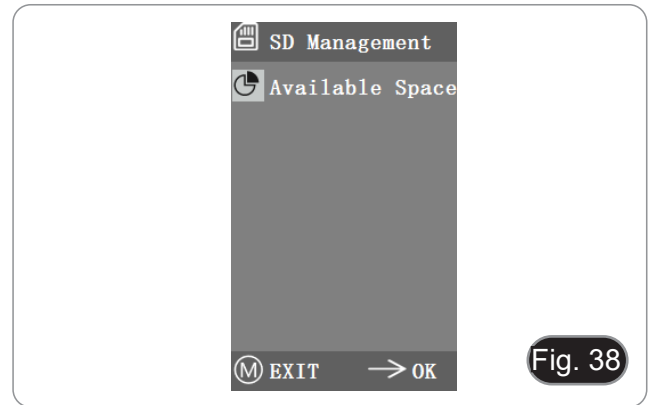 SD Management
Available Space
M EXIT → OK
Fig. 38